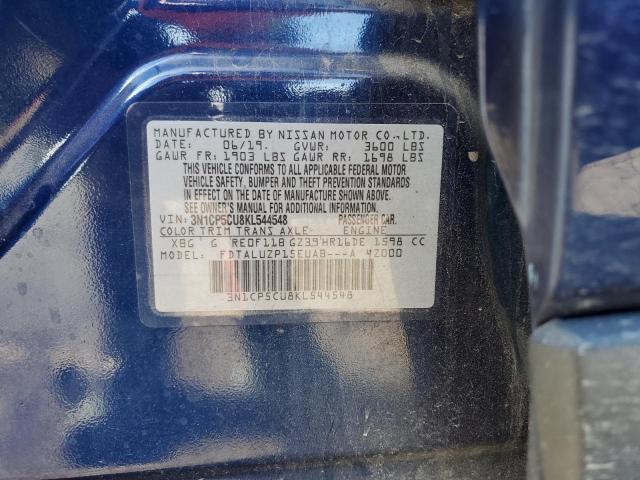 MANUFACTURED BY NISSAN MOTOR CO.,LTD.
DATE: 06/19. GVWR: 3600 LBS
GAWR FR: 1903 LBS GAWR RR: 1698 LBS
THIS VEHICLE CONFORMS TO ALL APPLICABLE FEDERAL MOTOR
VEHICLE SAFETY, BUMPER AND THEFT PREVENTION STANDARDS
IN EFFECT ON THE DATE OF MANUFACTURE SHOWN ABOVE.
SEE OWNER'S MANUAL FOR MORE INFORMATION.
VIN: 3N1CP5CU8KL544548 PASSENGER CAR.
COLOR TRIM TRANS AXLE ENGINE
XBG G RE0F11B GZ39 HR16DE 1598 CC
MODEL: FDTALUZP15EUAB---A 42000
3N1CP5CU8KL544548